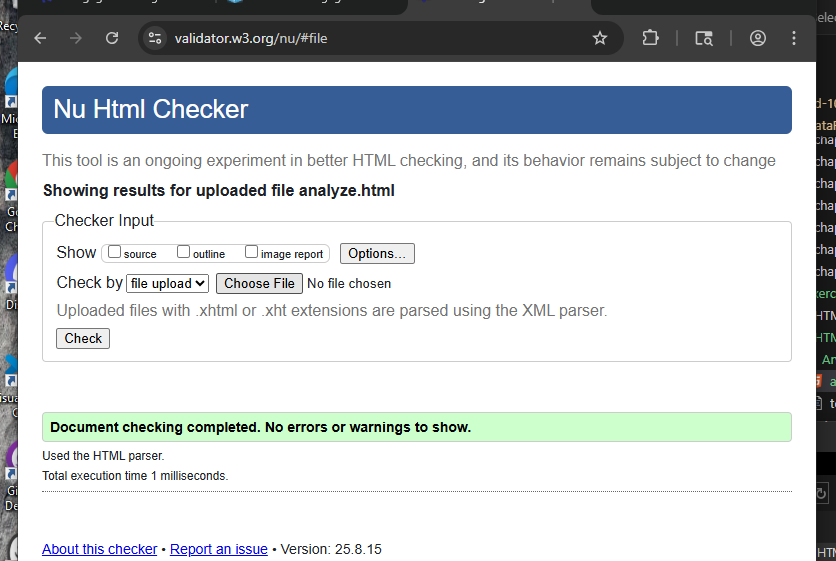 validator.w3.org/nu/#file
Nu Html Checker
This tool is an ongoing experiment in better HTML checking, and its behavior remains subject to change
Showing results for uploaded file analyze.html
Checker Input
Show source outline image report Options...
Check by file upload Choose File No file chosen
Uploaded files with .xhtml or .xht extensions are parsed using the XML parser.
Check
Document checking completed. No errors or warnings to show.
Used the HTML parser.
Total execution time 1 milliseconds.
About this checker • Report an issue • Version: 25.8.15